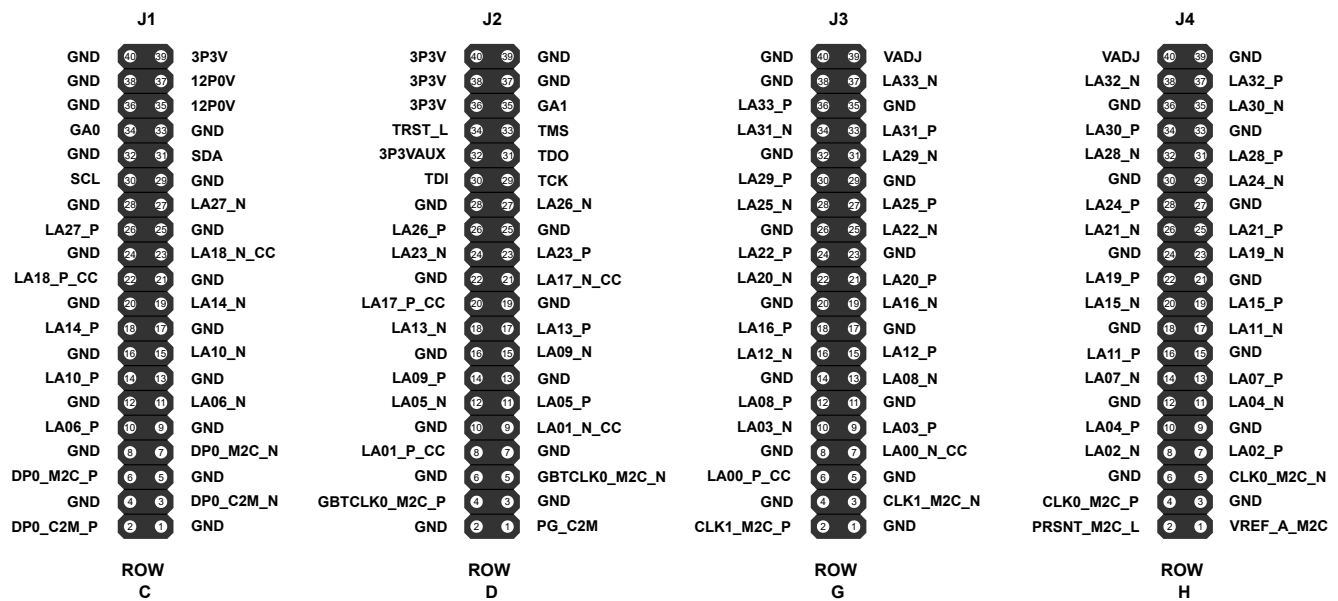 J1 J2 J3 J4
GND 40 39 3P3V 3P3V 40 39 GND GND 40 39 VADJ VADJ 40 39 GND
GND 38 37 12P0V 3P3V 38 37 GND GND 38 37 LA33_N LA32_N 38 37 LA32_P
GND 36 35 12P0V 3P3V 36 35 GA1 LA33_P 36 35 GND GND 36 35 LA30_N
GA0 34 33 GND TRST_L 34 33 TMS LA31_N 34 33 LA31_P LA30_P 34 33 GND
GND 32 31 SDA 3P3VAUX 32 31 TDO GND 32 31 LA29_N LA28_N 32 31 LA28_P
SCL 30 29 GND TDI 30 29 TCK LA29_P 30 29 GND GND 30 29 LA24_N
GND 28 27 LA27_N GND 28 27 LA26_N LA25_N 28 27 LA25_P LA24_P 28 27 GND
LA27_P 26 25 GND LA26_P 26 25 GND GND 26 25 LA22_N LA21_N 26 25 LA21_P
GND 24 23 LA18_N_CC LA23_N 24 23 LA23_P LA22_P 24 23 GND GND 24 23 LA19_N
LA18_P_CC 22 21 GND GND 22 21 LA17_N_CC LA20_N 22 21 LA20_P LA19_P 22 21 GND
GND 20 19 LA14_N LA17_P_CC 20 19 GND GND 20 19 LA16_N LA15_N 20 19 LA15_P
LA14_P 18 17 GND LA13_N 18 17 LA13_P LA16_P 18 17 GND GND 18 17 LA11_N
GND 16 15 LA10_N GND 16 15 LA09_N LA12_N 16 15 LA12_P LA11_P 16 15 GND
LA10_P 14 13 GND LA09_P 14 13 GND GND 14 13 LA08_N LA07_N 14 13 LA07_P
GND 12 11 LA06_N LA05_N 12 11 LA05_P LA08_P 12 11 GND GND 12 11 LA04_N
LA06_P 10 9 GND GND 10 9 LA01_N_CC LA03_N 10 9 LA03_P LA04_P 10 9 GND
GND 8 7 DP0_M2C_N LA01_P_CC 8 7 GND GND 8 7 LA00_N_CC LA02_N 8 7 LA02_P
DP0_M2C_P 6 5 GND GND 6 5 GBTCLK0_M2C_N LA00_P_CC 6 5 GND GND 6 5 CLK0_M2C_N
GND 4 3 DP0_C2M_N GBTCLK0_M2C_P 4 3 GND GND 4 3 CLK1_M2C_N CLK0_M2C_P 4 3 GND
DP0_C2M_P 2 1 GND GND 2 1 PG_C2M CLK1_M2C_P 2 1 GND PRSNT_M2C_L 2 1 VREF_A_M2C
ROW ROW ROW ROW
C D G H